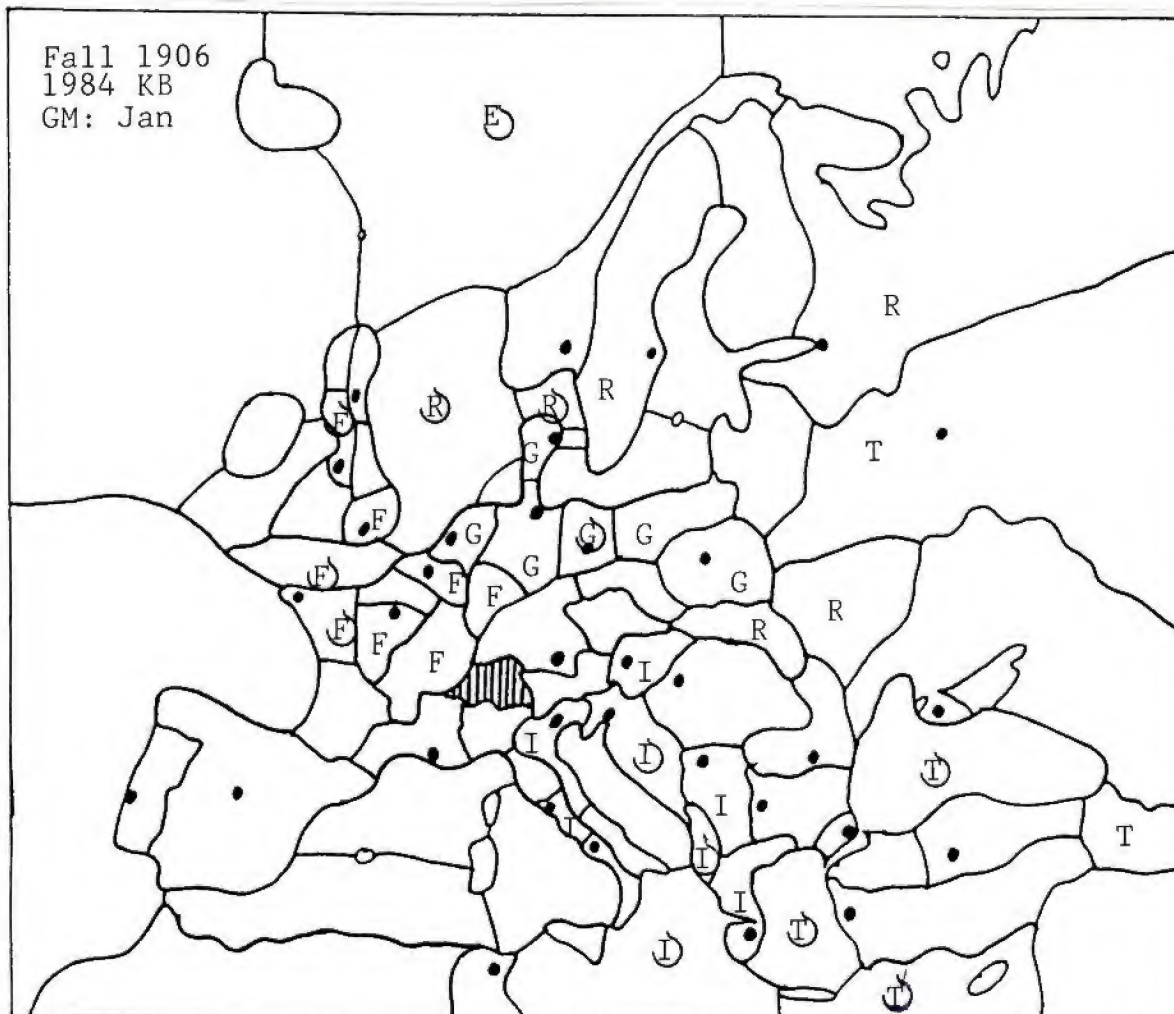 Fall 1906
1984 KB
GM: Jan
E
R
F R R R
G T
F G G G
F F F G G
F F F I R R
I I T
I I I T
I T
I T